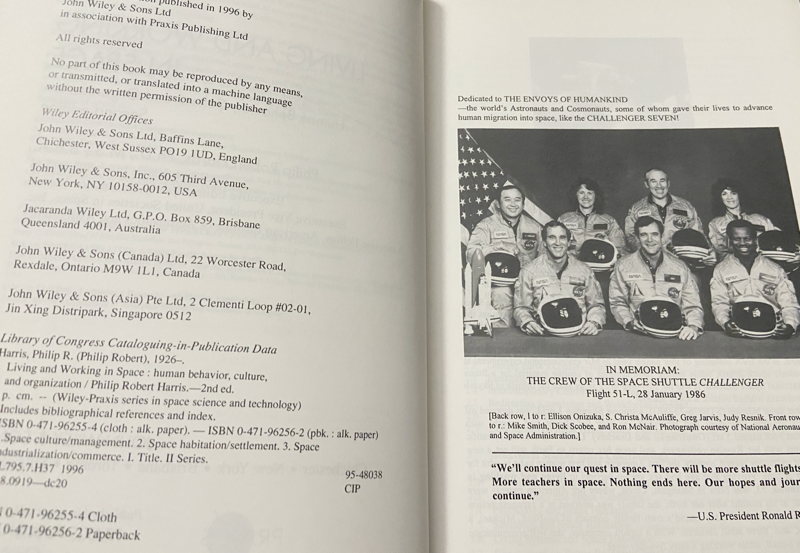 published in 1996 by
John Wiley & Sons Ltd
in association with Praxis Publishing Ltd
All rights reserved
No part of this book may be reproduced by any means,
or transmitted, or translated into a machine language
without the written permission of the publisher
Wiley Editorial Offices
John Wiley & Sons Ltd, Baffins Lane,
Chichester, West Sussex PO19 1UD, England
John Wiley & Sons, Inc., 605 Third Avenue,
New York, NY 10158-0012, USA
Jacaranda Wiley Ltd, G.P.O. Box 859, Brisbane
Queensland 4001, Australia
John Wiley & Sons (Canada) Ltd, 22 Worcester Road,
Rexdale, Ontario M9W 1L1, Canada
John Wiley & Sons (Asia) Pte Ltd, 2 Clementi Loop #02-01,
Jin Xing Distripark, Singapore 0512
Library of Congress Cataloguing-in-Publication Data
Harris, Philip R. (Philip Robert), 1926–.
Living and Working in Space : human behavior, culture,
and organization / Philip Robert Harris.—2nd ed.
p. cm. -- (Wiley-Praxis series in space science and technology)
Includes bibliographical references and index.
ISBN 0-471-96255-4 (cloth : alk. paper). — ISBN 0-471-96256-2 (pbk. : alk. paper)
Space culture/management. 2. Space habitation/settlement. 3. Space
dustrialization/commerce. I. Title. II Series.
L795.7.H37 1996
8.0919—dc20
95-48038
CIP
0-471-96255-4 Cloth
0-471-96256-2 Paperback
Dedicated to THE ENVOYS OF HUMANKIND
—the world's Astronauts and Cosmonauts, some of whom gave their lives to advance
human migration into space, like the CHALLENGER SEVEN!
IN MEMORIAM:
THE CREW OF THE SPACE SHUTTLE CHALLENGER
Flight 51-L, 28 January 1986
[Back row, l to r: Ellison Onizuka, S. Christa McAuliffe, Greg Jarvis, Judy Resnik. Front row
to r.: Mike Smith, Dick Scobee, and Ron McNair. Photograph courtesy of National Aeronau
and Space Administration.]
“We'll continue our quest in space. There will be more shuttle flights
More teachers in space. Nothing ends here. Our hopes and jour
continue.”
—U.S. President Ronald R